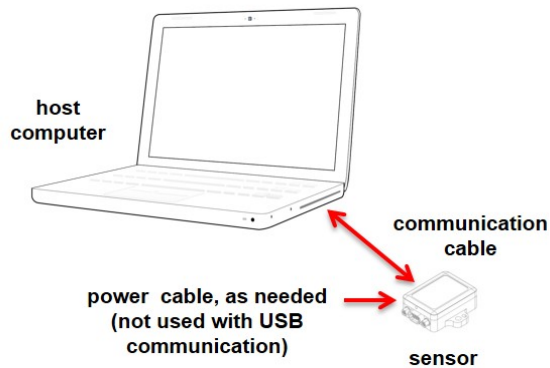 host
computer
communication
cable
power cable, as needed
(not used with USB
communication)
sensor